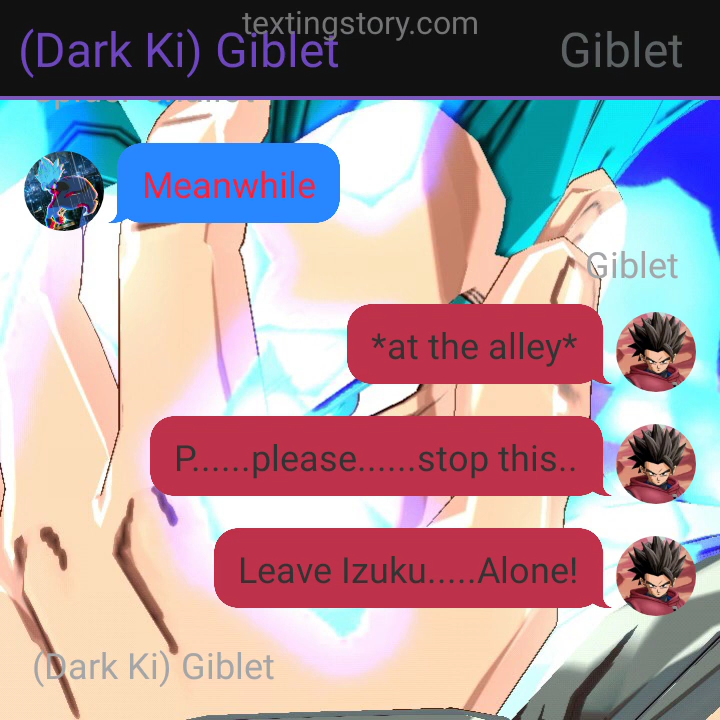 textingstory.com
(Dark Ki) Giblet
Giblet
Meanwhile
Giblet
*at the alley*
P......please......stop this..
Leave Izuku.....Alone!
(Dark Ki) Giblet